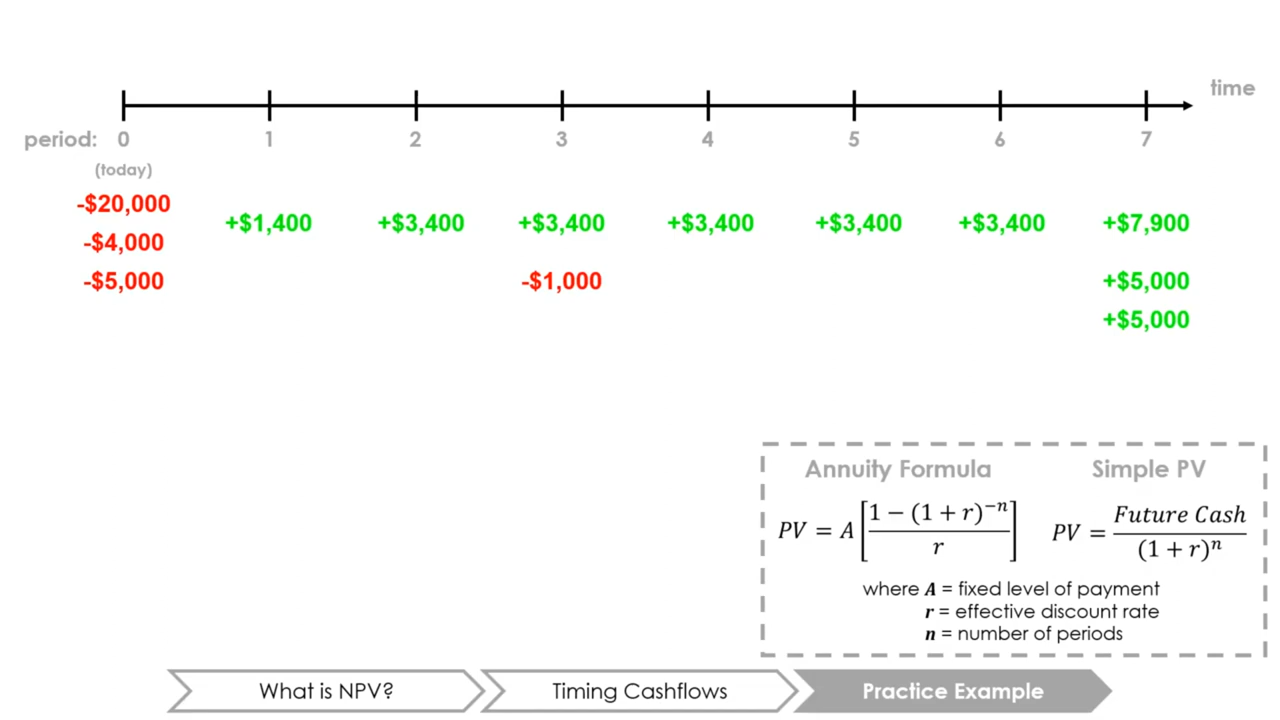 time
period: 0 1 2 3 4 5 6 7
(today)
-$20,000
-$4,000
-$5,000
+$1,400 +$3,400 +$3,400 +$3,400 +$3,400 +$3,400 +$7,900
-$1,000 +$5,000
+$5,000
Annuity Formula Simple PV
PV = A [1 − (1 + r)⁻ⁿ / r] PV = Future Cash / (1 + r)ⁿ
where A = fixed level of payment
r = effective discount rate
n = number of periods
What is NPV? Timing Cashflows Practice Example